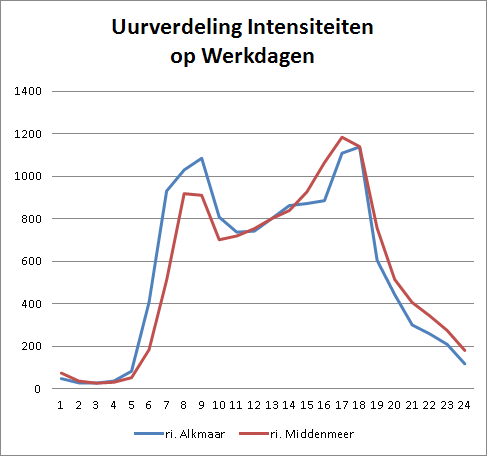 Uurverdeling Intensiteiten
op Werkdagen
1400
1200
1000
800
600
400
200
0
1 2 3 4 5 6 7 8 9 10 11 12 13 14 15 16 17 18 19 20 21 22 23 24
ri. Alkmaar ri. Middenmeer